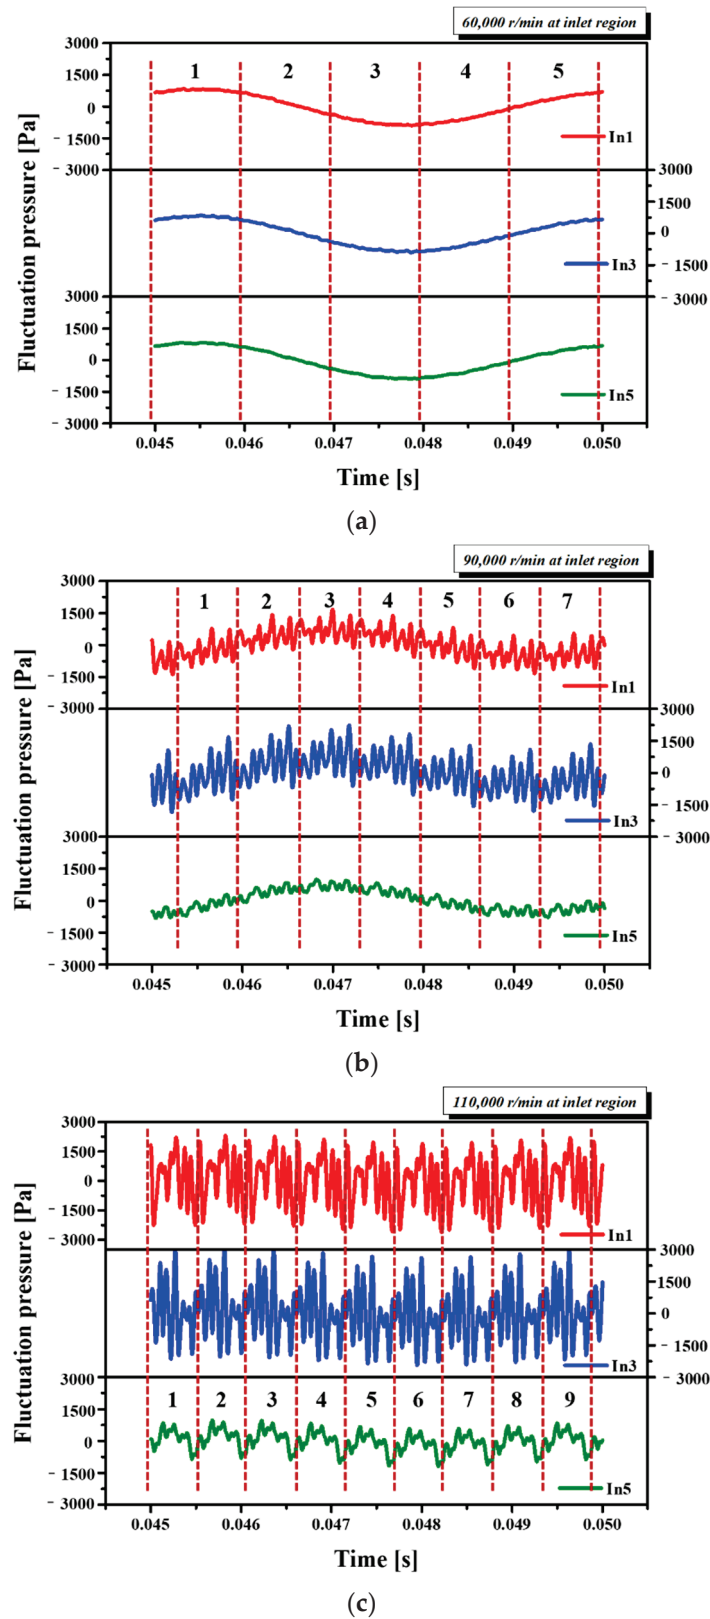 60,000 r/min at inlet region
Fluctuation pressure [Pa]
3000
1500
0
- 1500
- 3000
1 2 3 4 5
In1
3000
1500
0
- 1500
- 3000
In3
3000
1500
0
- 1500
- 3000
In5
0.045 0.046 0.047 0.048 0.049 0.050
Time [s]
(a)
90,000 r/min at inlet region
Fluctuation pressure [Pa]
3000
1500
0
- 1500
- 3000
1 2 3 4 5 6 7
In1
3000
1500
0
- 1500
- 3000
In3
3000
1500
0
- 1500
- 3000
In5
0.045 0.046 0.047 0.048 0.049 0.050
Time [s]
(b)
110,000 r/min at inlet region
Fluctuation pressure [Pa]
3000
1500
0
- 1500
- 3000
In1
3000
1500
0
- 1500
- 3000
In3
3000
1500
0
- 1500
- 3000
1 2 3 4 5 6 7 8 9
In5
0.045 0.046 0.047 0.048 0.049 0.050
Time [s]
(c)